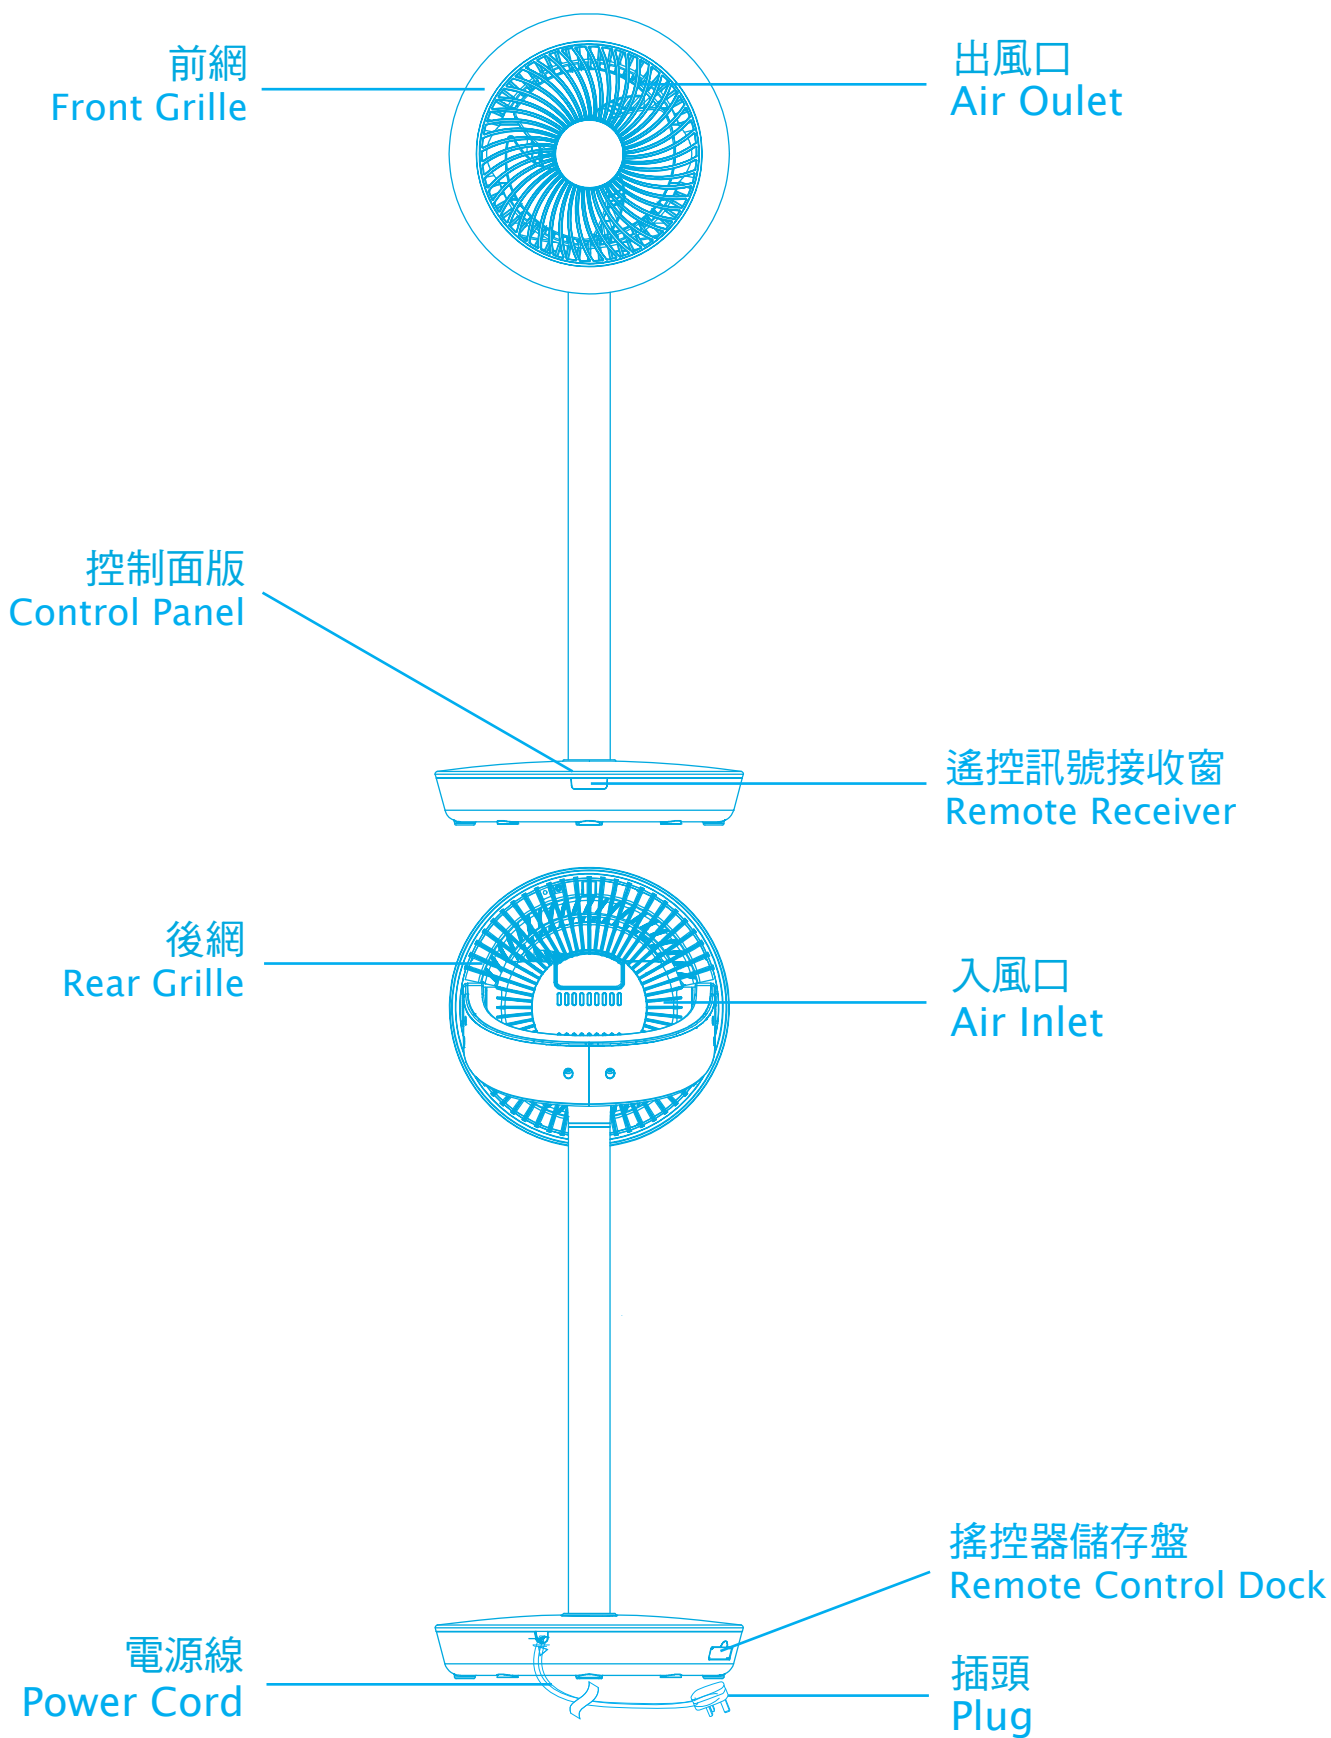 前網
Front Grille
出風口
Air Oulet
控制面版
Control Panel
遙控訊號接收窗
Remote Receiver
後網
Rear Grille
入風口
Air Inlet
搖控器儲存盤
Remote Control Dock
電源線
Power Cord
插頭
Plug